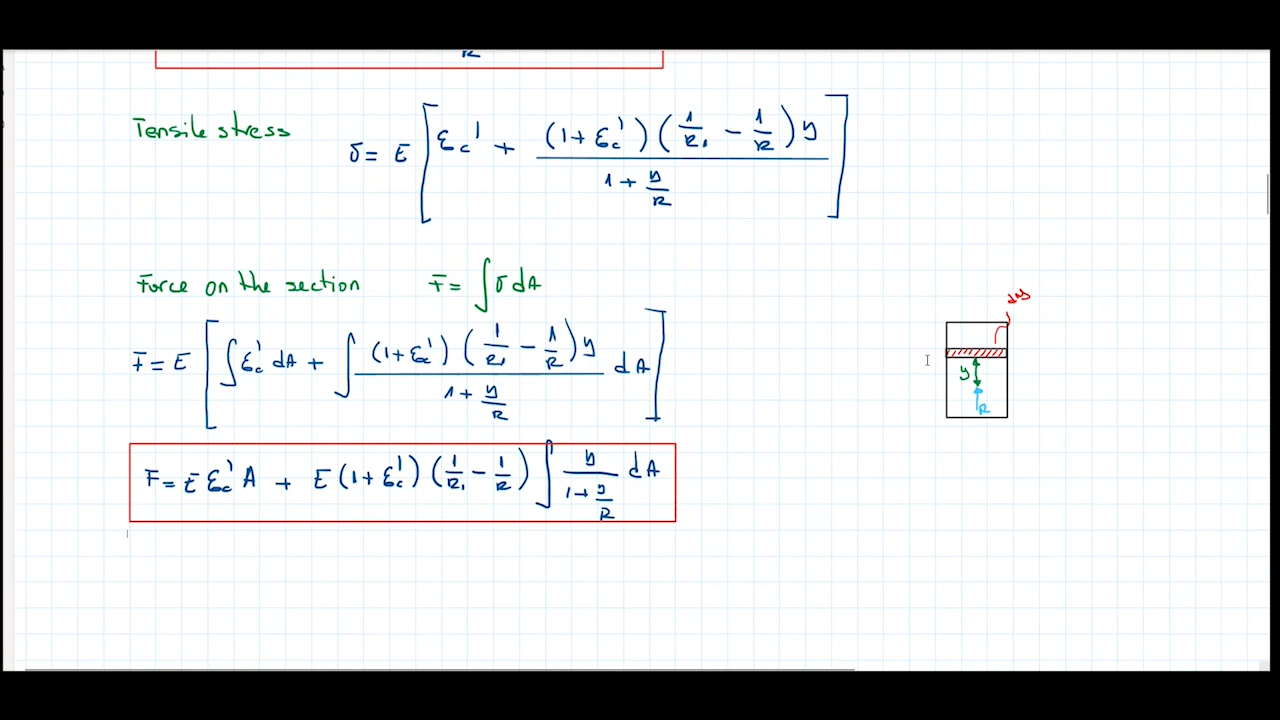 R
Tensile stress
σ = E [ εc' + (1 + εc') (1/R₁ − 1/R) y / (1 + y/R) ]
Force on the section F = ∫ σ dA
F = E [ ∫ εc' dA + ∫ (1 + εc') (1/R₁ − 1/R) y / (1 + y/R) dA ]
F = E εc' A + E (1 + εc') (1/R₁ − 1/R) ∫ y / (1 + y/R) dA
dy
y
R